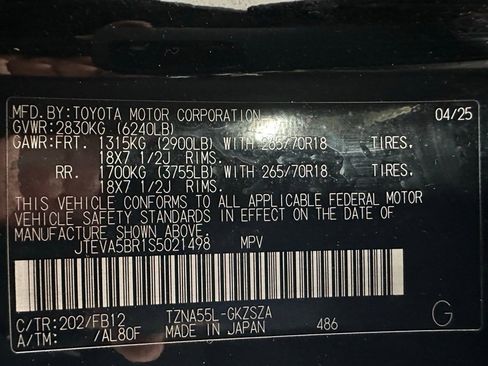 MFD.BY:TOYOTA MOTOR CORPORATION 04/25
GVWR:2830KG (6240LB)
GAWR:FRT. 1315KG (2900LB) WITH 265/70R18 TIRES,
18X7 1/2J RIMS.
RR. 1700KG (3755LB) WITH 265/70R18 TIRES,
18X7 1/2J RIMS.
THIS VEHICLE CONFORMS TO ALL APPLICABLE FEDERAL MOTOR
VEHICLE SAFETY STANDARDS IN EFFECT ON THE DATE OF
MANUFACTURE SHOWN ABOVE.
JTEVA5BR1S5021498 MPV
C/TR:202/FB12 TZNA55L-GKZSZA
A/TM: /AL80F MADE IN JAPAN 486 G